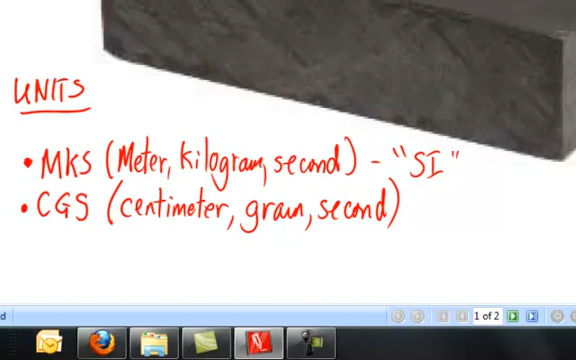 UNITS
• MKS (Meter, kilogram, second) - "SI"
• CGS (centimeter, gram, second)
d
1 of 2